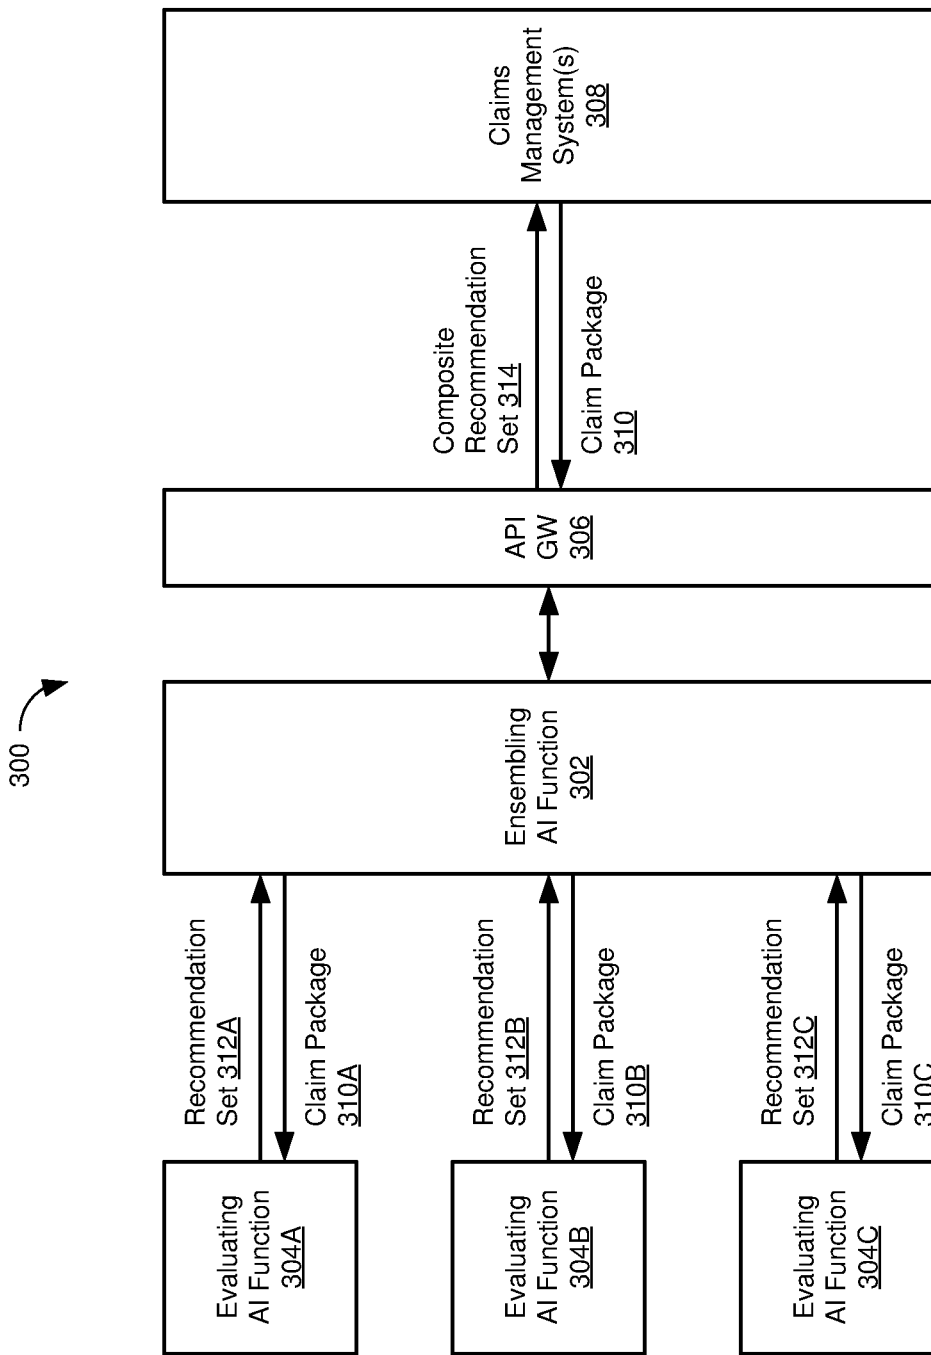 300
Evaluating
AI Function
304A
Recommendation
Set 312A
Claim Package
310A
Evaluating
AI Function
304B
Recommendation
Set 312B
Claim Package
310B
Evaluating
AI Function
304C
Recommendation
Set 312C
Claim Package
310C
Ensembling
AI Function
302
API
GW
306
Composite
Recommendation
Set 314
Claim Package
310
Claims
Management
System(s)
308